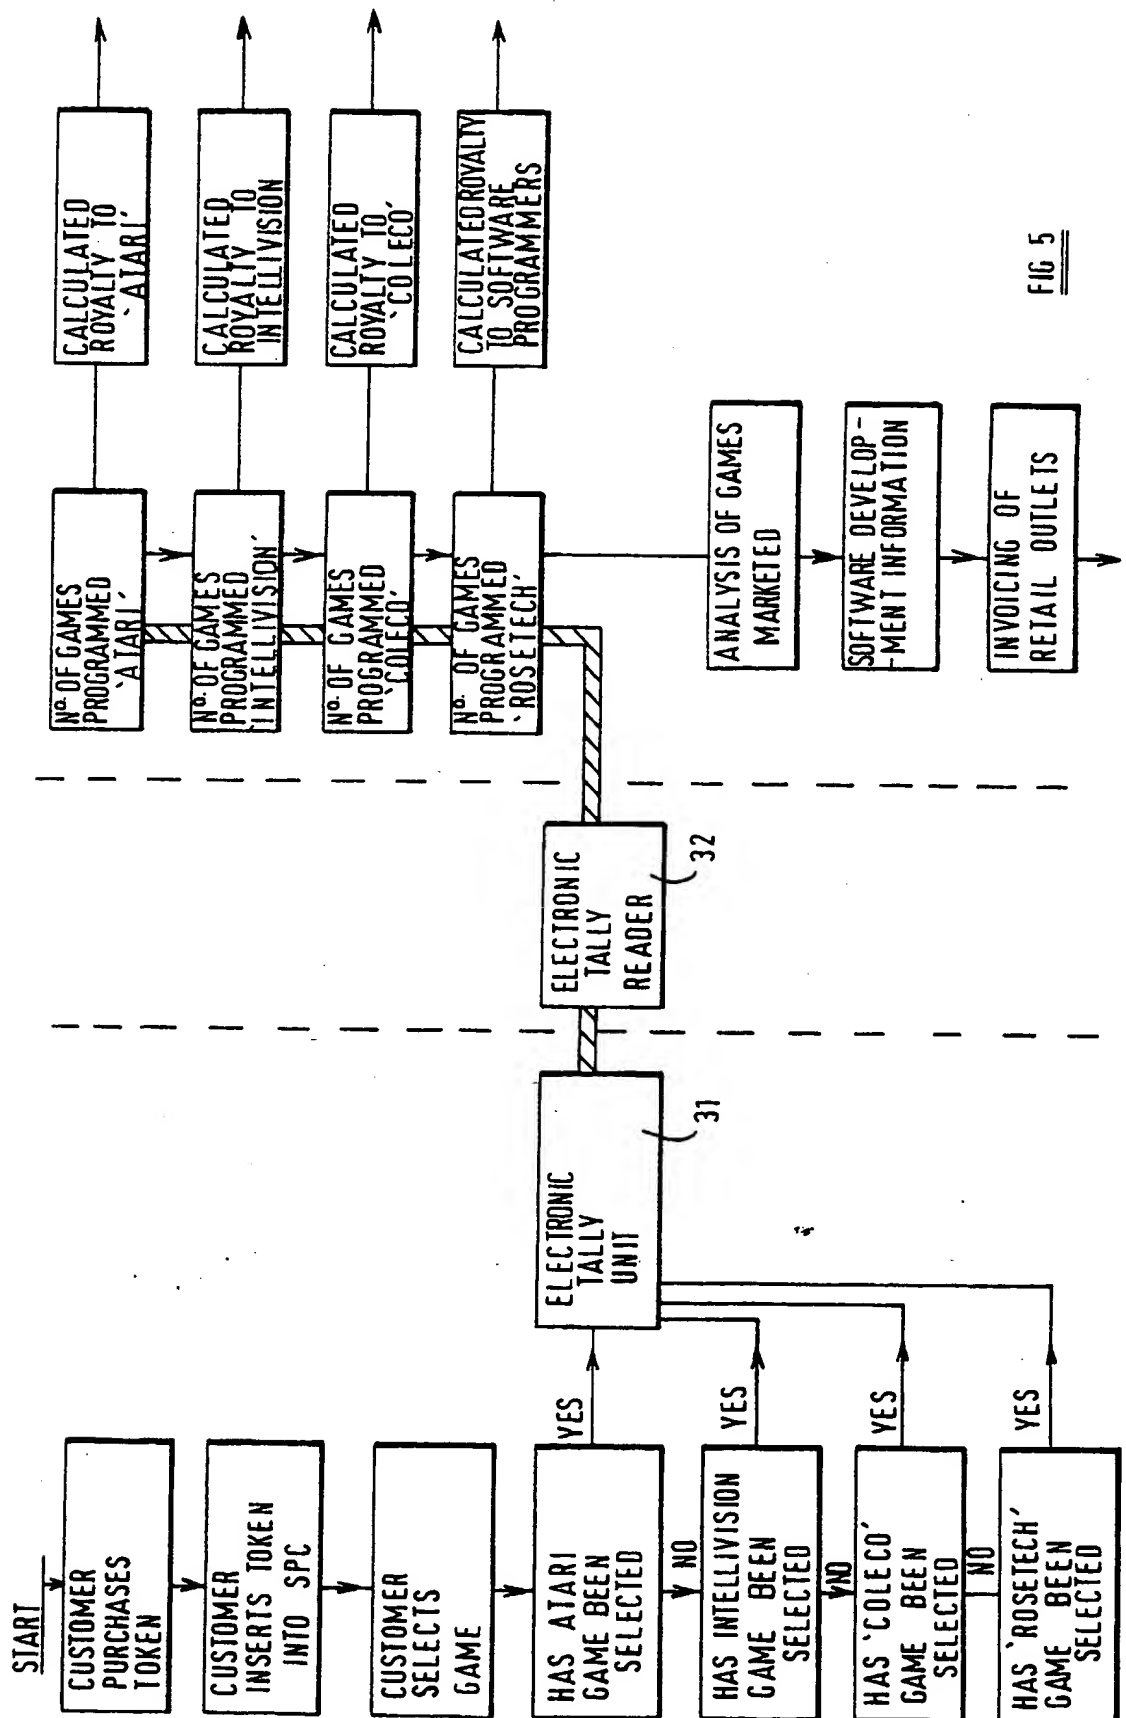 START
CUSTOMER
PURCHASES
TOKEN
CUSTOMER
INSERTS TOKEN
INTO SPC
CUSTOMER
SELECTS
GAME
HAS ATARI
GAME BEEN
SELECTED
YES
NO
HAS INTELLIVISION
GAME BEEN
SELECTED
YES
NO
HAS 'COLECO'
GAME BEEN
SELECTED
YES
NO
HAS 'ROSETECH'
GAME BEEN
SELECTED
YES
ELECTRONIC
TALLY
UNIT
31
ELECTRONIC
TALLY
READER
32
Nº. OF GAMES
PROGRAMMED
'ATARI'
Nº. OF GAMES
PROGRAMMED
'INTELLIVISION'
Nº. OF GAMES
PROGRAMMED
'COLECO'
Nº. OF GAMES
PROGRAMMED
'ROSETECH'
CALCULATED
ROYALTY TO
'ATARI'
CALCULATED
ROYALTY TO
INTELLIVISION
CALCULATED
ROYALTY TO
'COLECO'
CALCULATED ROYALTY
TO SOFTWARE
PROGRAMMERS
ANALYSIS OF GAMES
MARKETED
SOFTWARE DEVELOP-
-MENT INFORMATION
INVOICING OF
RETAIL OUTLETS
FIG 5